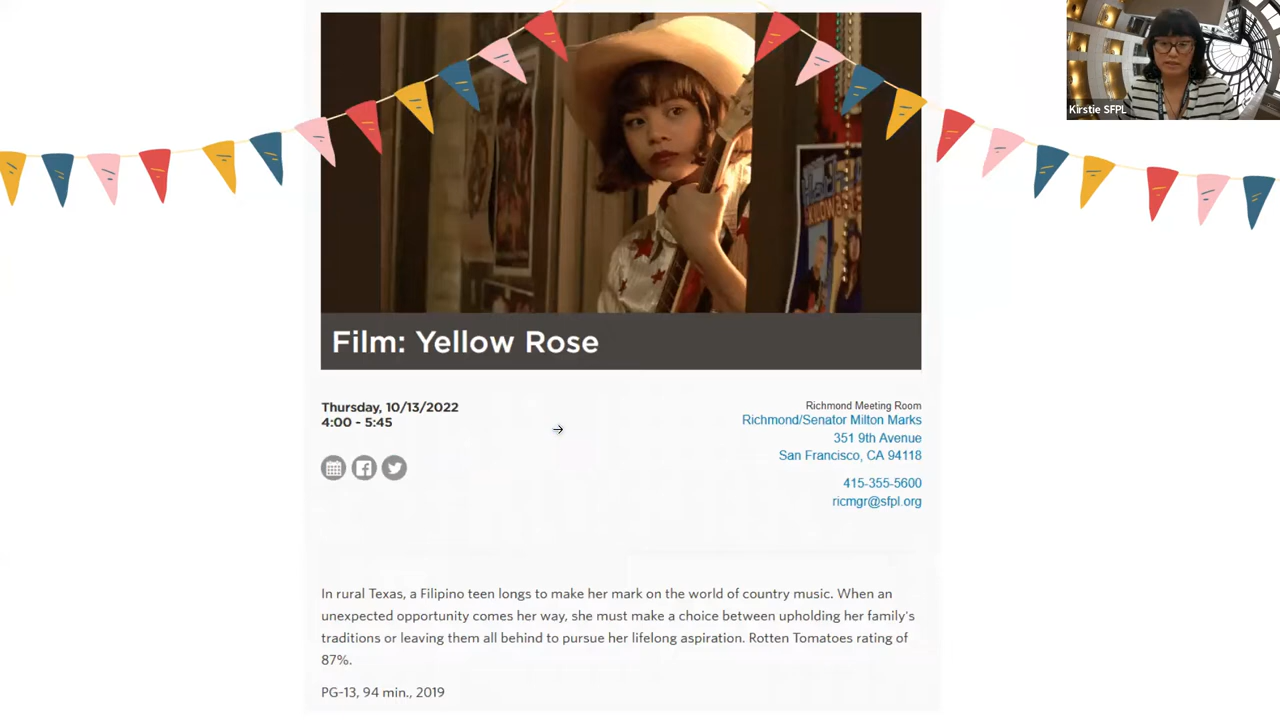 Kirstie SFPL
Film: Yellow Rose
Thursday, 10/13/2022
4:00 - 5:45
Richmond Meeting Room
Richmond/Senator Milton Marks
351 9th Avenue
San Francisco, CA 94118
415-355-5600
ricmgr@sfpl.org
In rural Texas, a Filipino teen longs to make her mark on the world of country music. When an
unexpected opportunity comes her way, she must make a choice between upholding her family's
traditions or leaving them all behind to pursue her lifelong aspiration. Rotten Tomatoes rating of
87%.
PG-13, 94 min., 2019